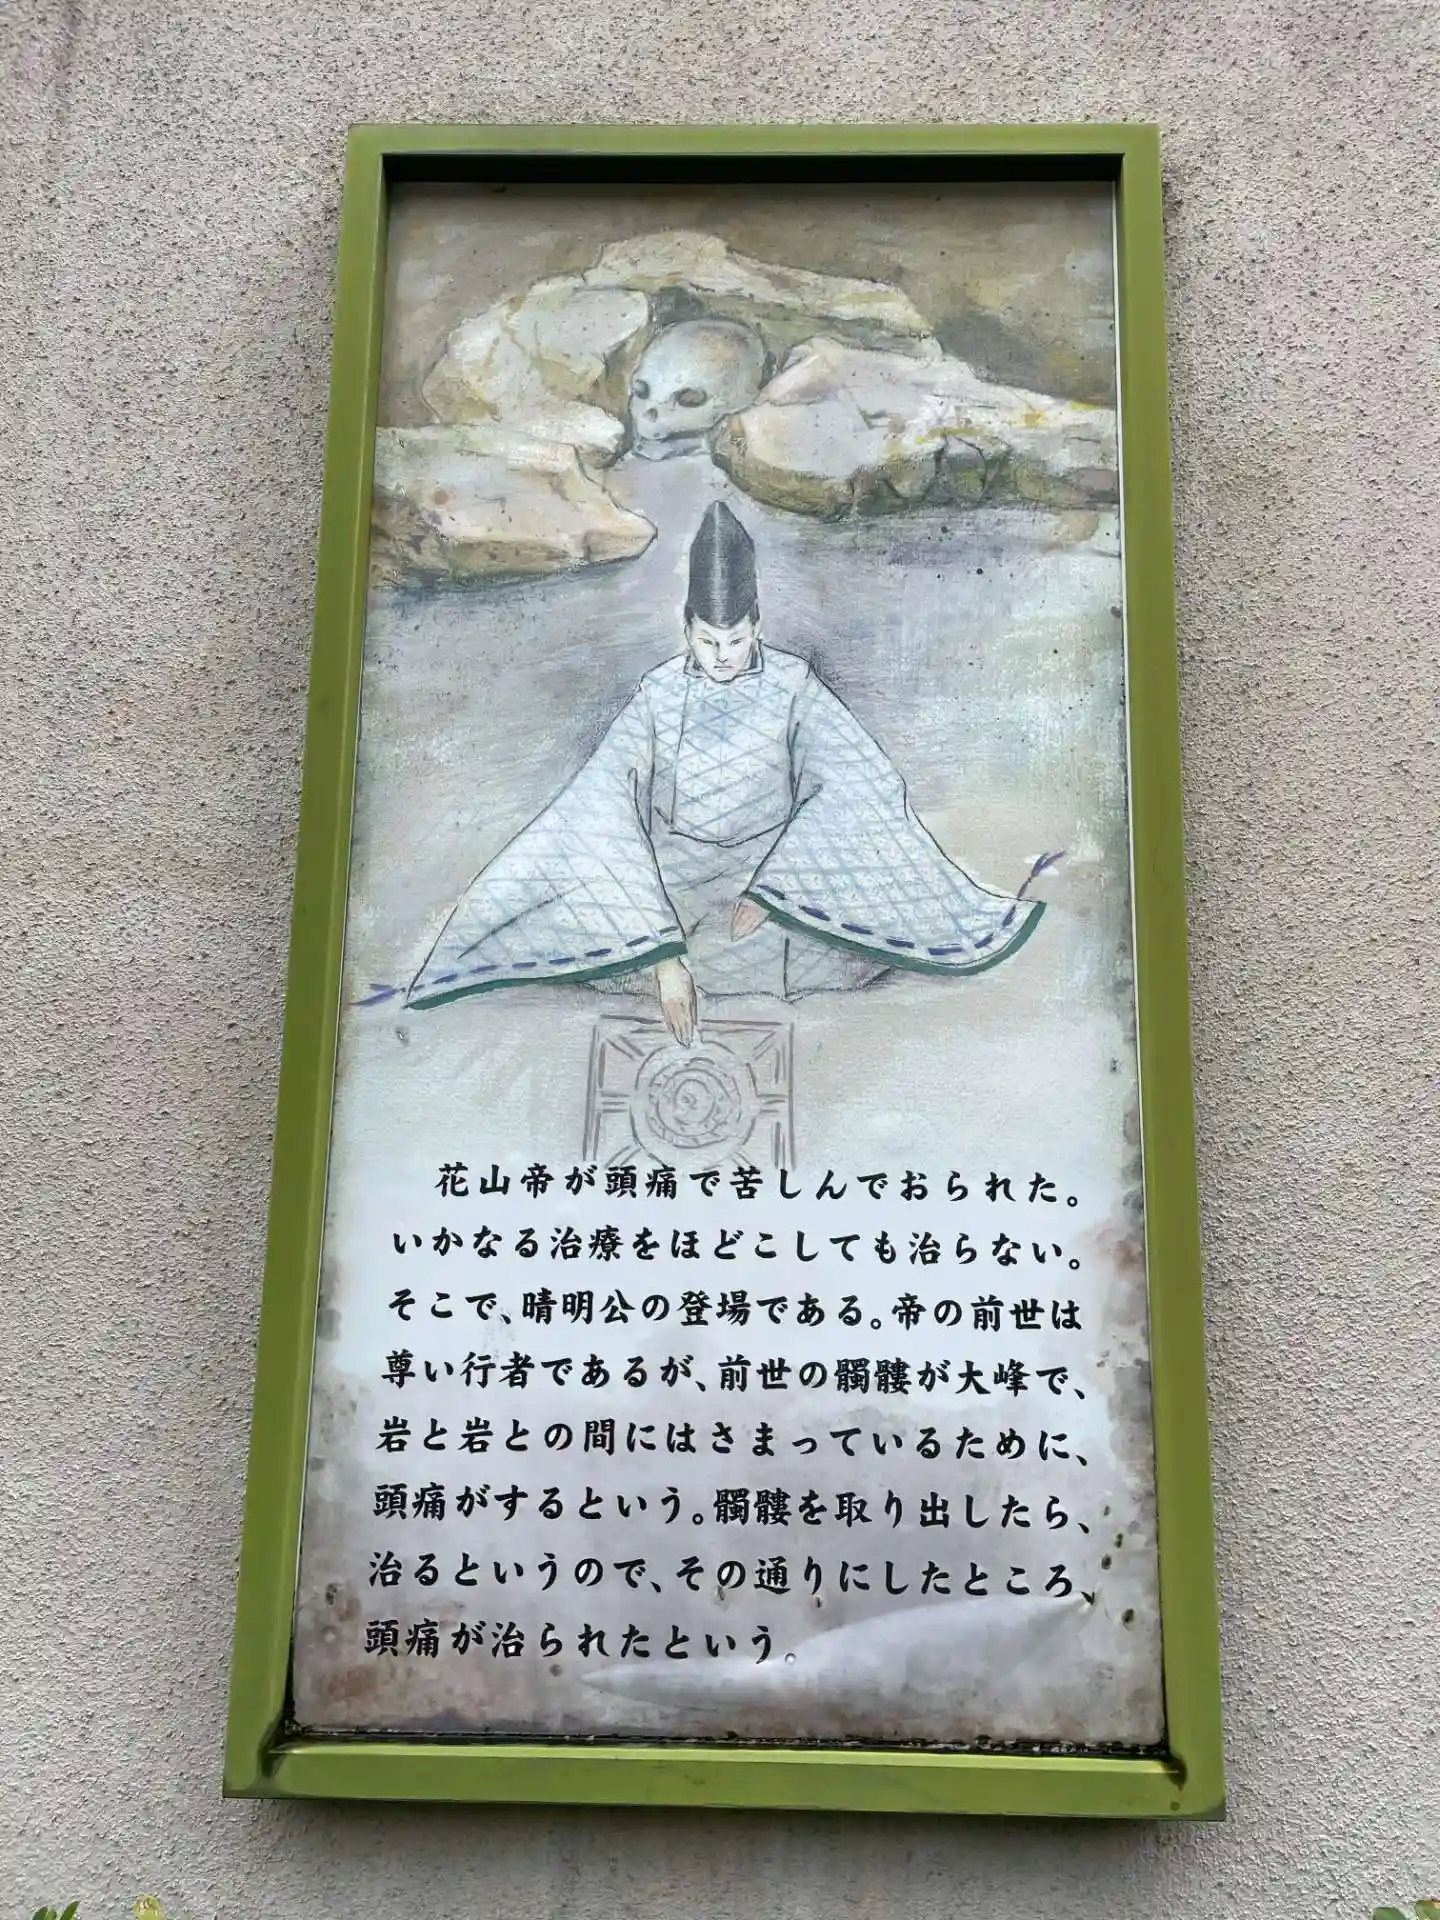 花山帝が頭痛で苦しんでおられた。
いかなる治療をほどこしても治らない。
そこで、晴明公の登場である。帝の前世は
尊い行者であるが、前世の髑髏が大峰で、
岩と岩との間にはさまっているために、
頭痛がするという。髑髏を取り出したら、
治るというので、その通りにしたところ、
頭痛が治られたという。